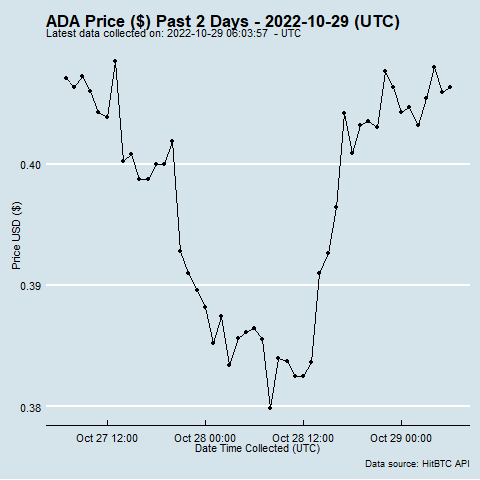 ADA Price ($) Past 2 Days - 2022-10-29 (UTC)
Latest data collected on: 2022-10-29 06:03:57 - UTC
0.40
0.39
0.38
Price USD ($)
Oct 27 12:00
Oct 28 00:00
Oct 28 12:00
Oct 29 00:00
Date Time Collected (UTC)
Data source: HitBTC API